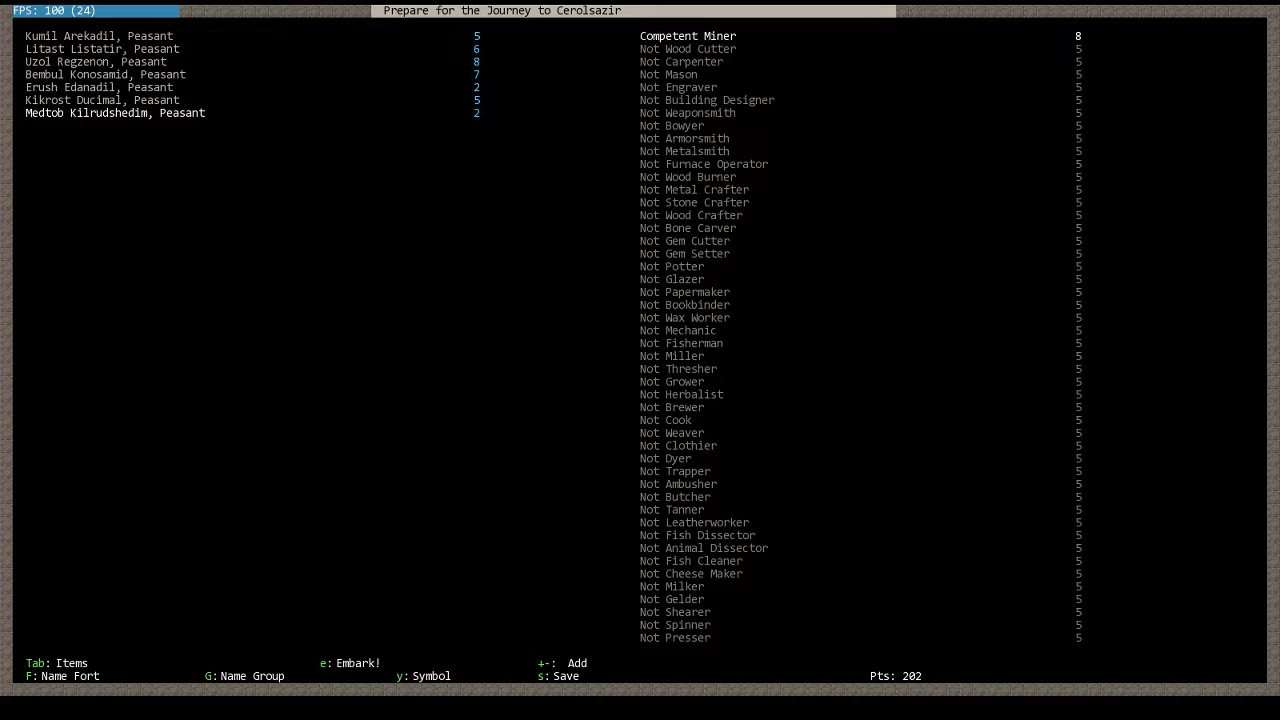 FPS: 100 (24) Prepare for the Journey to Cerolsazir
Kumil Arekadil, Peasant 5 Competent Miner 8
Litast Listatir, Peasant 6 Not Wood Cutter 5
Uzol Regzenon, Peasant 8 Not Carpenter 5
Bembul Konosamid, Peasant 7 Not Mason 5
Erush Edanadil, Peasant 2 Not Engraver 5
Kikrost Ducimal, Peasant 5 Not Building Designer 5
Medtob Kilrudshedim, Peasant 2 Not Weaponsmith 5
Not Bowyer 5
Not Armorsmith 5
Not Metalsmith 5
Not Furnace Operator 5
Not Wood Burner 5
Not Metal Crafter 5
Not Stone Crafter 5
Not Wood Crafter 5
Not Bone Carver 5
Not Gem Cutter 5
Not Gem Setter 5
Not Potter 5
Not Glazer 5
Not Papermaker 5
Not Bookbinder 5
Not Wax Worker 5
Not Mechanic 5
Not Fisherman 5
Not Miller 5
Not Thresher 5
Not Grower 5
Not Herbalist 5
Not Brewer 5
Not Cook 5
Not Weaver 5
Not Clothier 5
Not Dyer 5
Not Trapper 5
Not Ambusher 5
Not Butcher 5
Not Tanner 5
Not Leatherworker 5
Not Fish Dissector 5
Not Animal Dissector 5
Not Fish Cleaner 5
Not Cheese Maker 5
Not Milker 5
Not Gelder 5
Not Shearer 5
Not Spinner 5
Not Presser 5
Tab: Items e: Embark! +-: Add
F: Name Fort G: Name Group y: Symbol s: Save Pts: 202